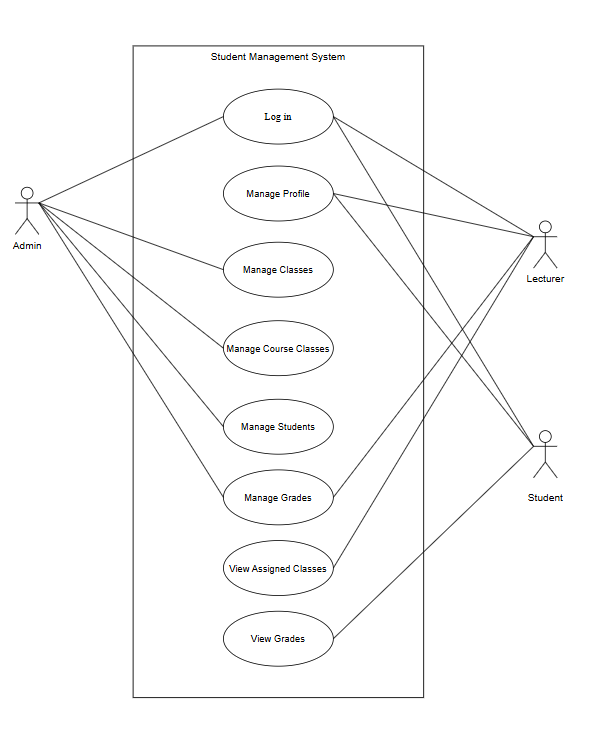 Student Management System
Log in
Manage Profile
Admin
Manage Classes
Lecturer
Manage Course Classes
Manage Students
Manage Grades
Student
View Assigned Classes
View Grades